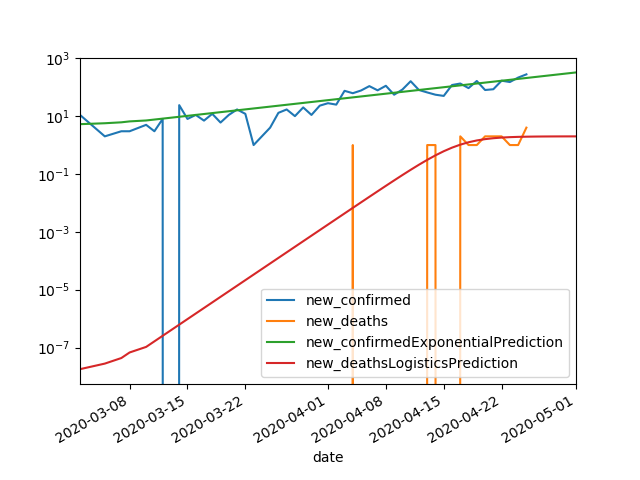 10³
10¹
10⁻¹
10⁻³
10⁻⁵
10⁻⁷
new_confirmed
new_deaths
new_confirmedExponentialPrediction
new_deathsLogisticsPrediction
2020-03-08
2020-03-15
2020-03-22
2020-04-01
2020-04-08
2020-04-15
2020-04-22
2020-05-01
date